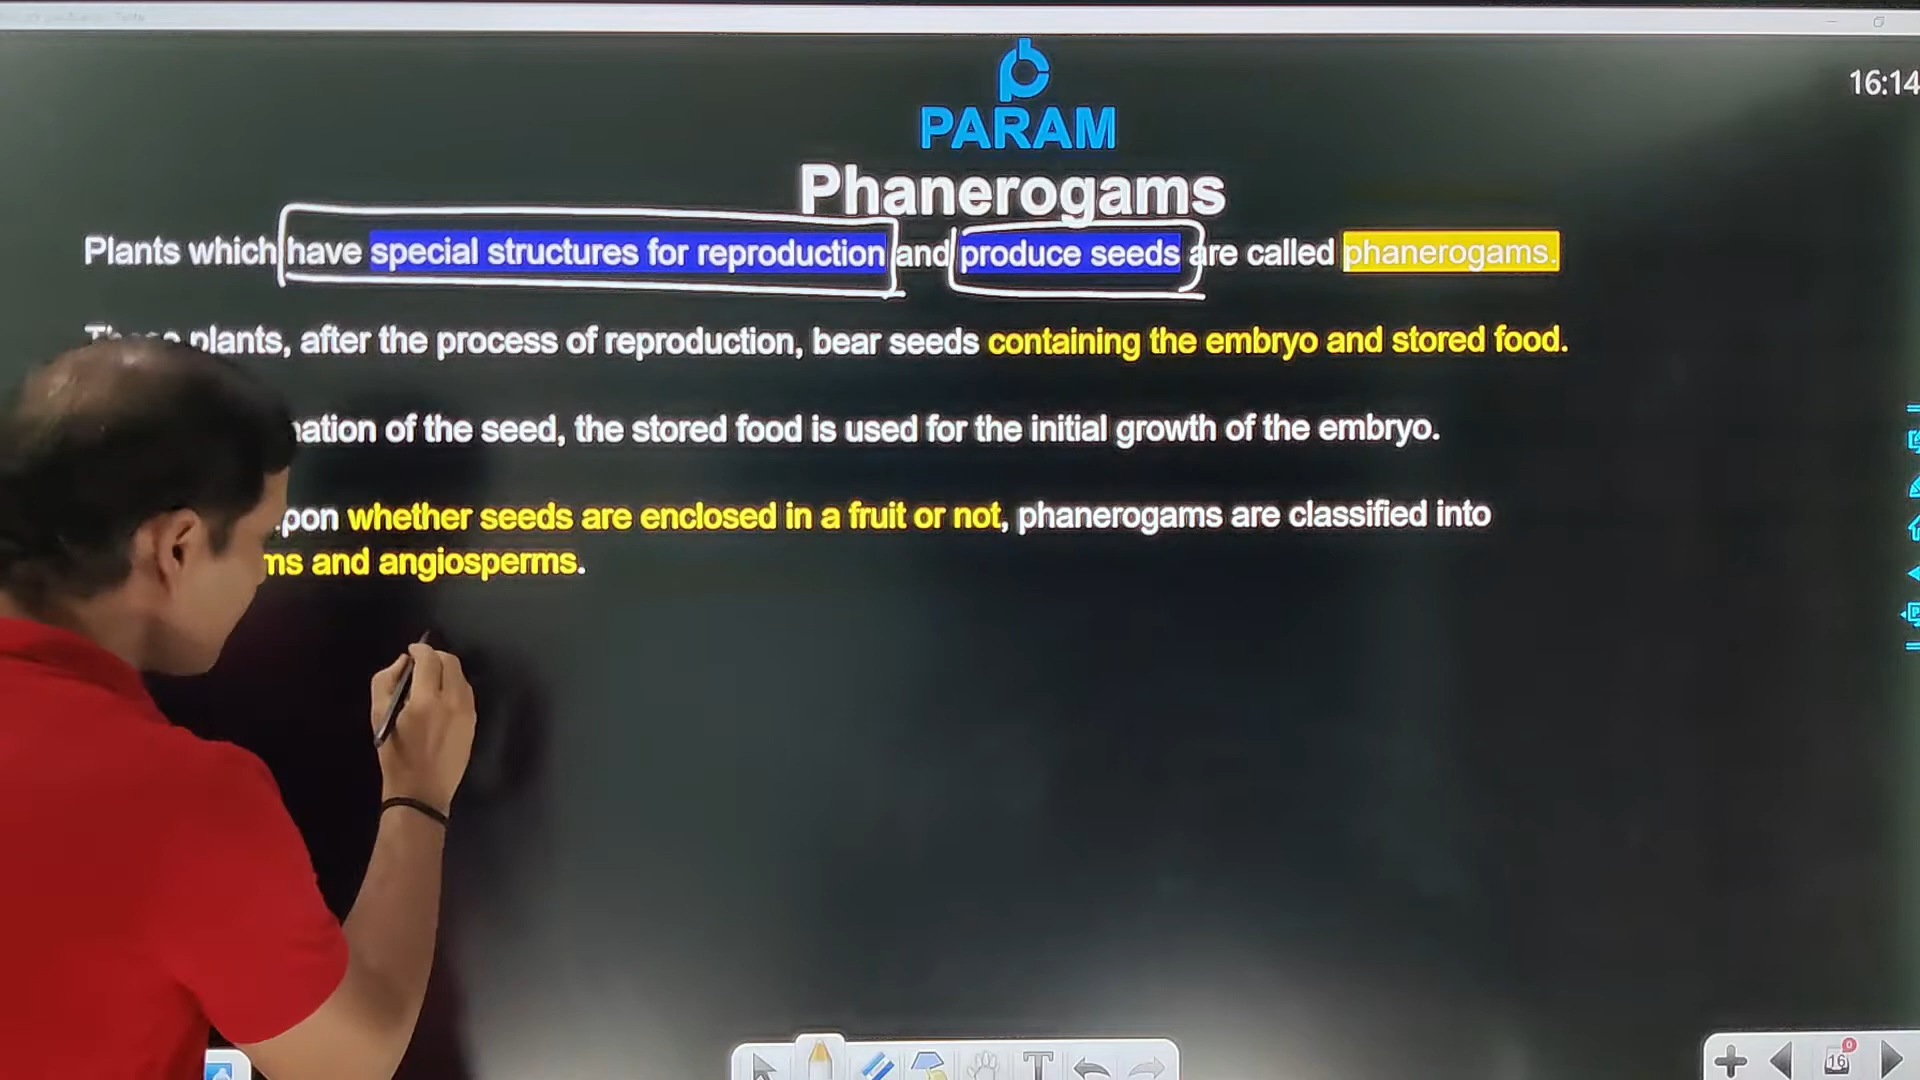 16:14
PARAM
Phanerogams
Plants which have special structures for reproduction and produce seeds are called phanerogams.
plants, after the process of reproduction, bear seeds containing the embryo and stored food.
nation of the seed, the stored food is used for the initial growth of the embryo.
pon whether seeds are enclosed in a fruit or not, phanerogams are classified into
ms and angiosperms.
T
0
16